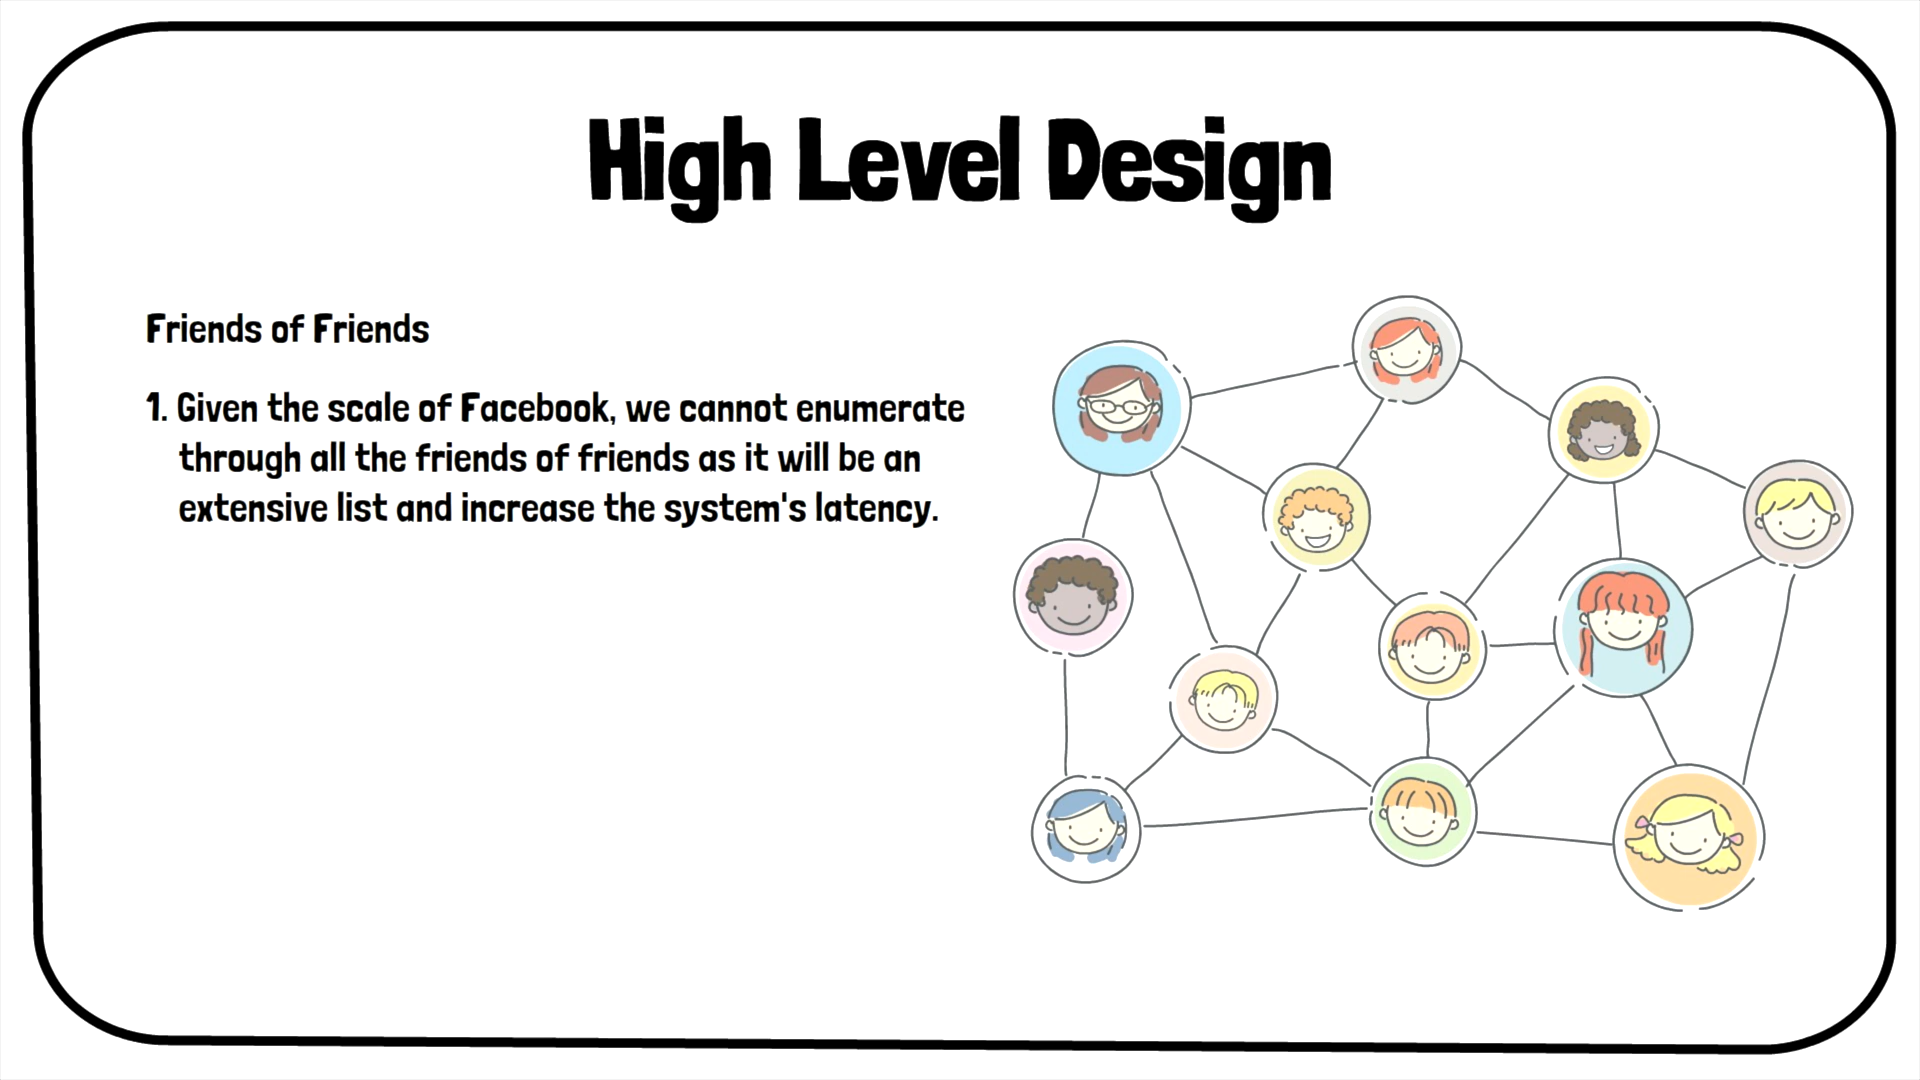 High Level Design
Friends of Friends
1. Given the scale of Facebook, we cannot enumerate
through all the friends of friends as it will be an
extensive list and increase the system's latency.